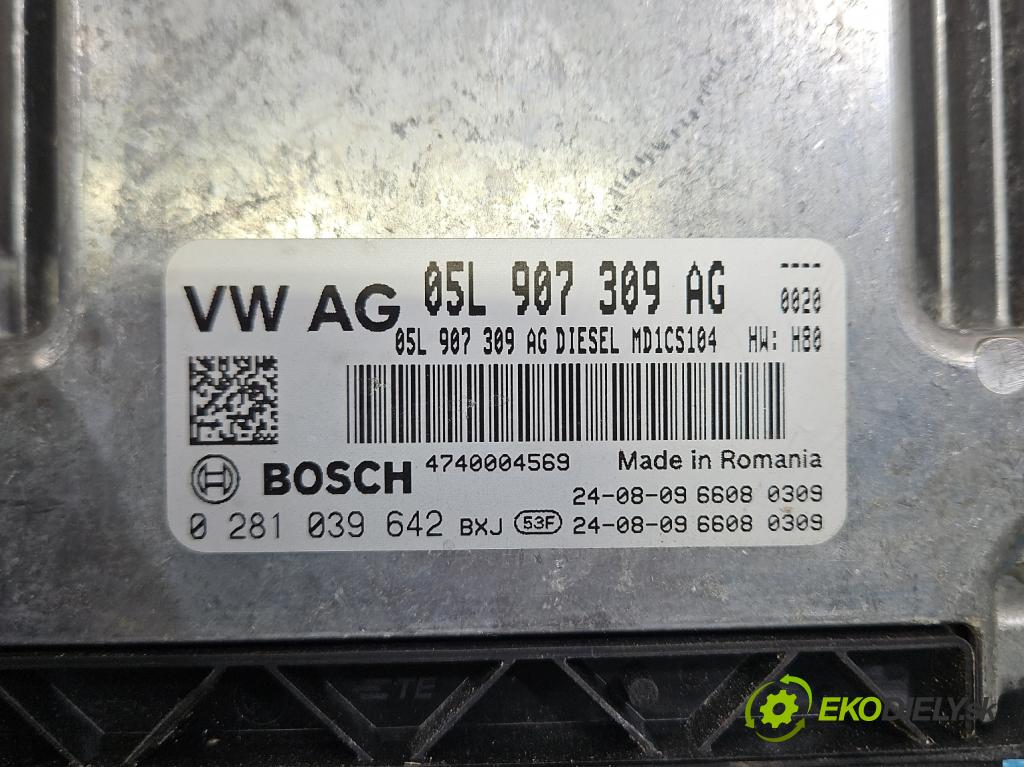 VW AG 05L 907 309 AG ----
0020
05L 907 309 AG DIESEL MD1CS104 HW: H80
BOSCH 4740004569 Made in Romania
24-08-09 6608 0309
0 281 039 642 BXJ 53F 24-08-09 6608 0309
TE
EKODIELY.sk